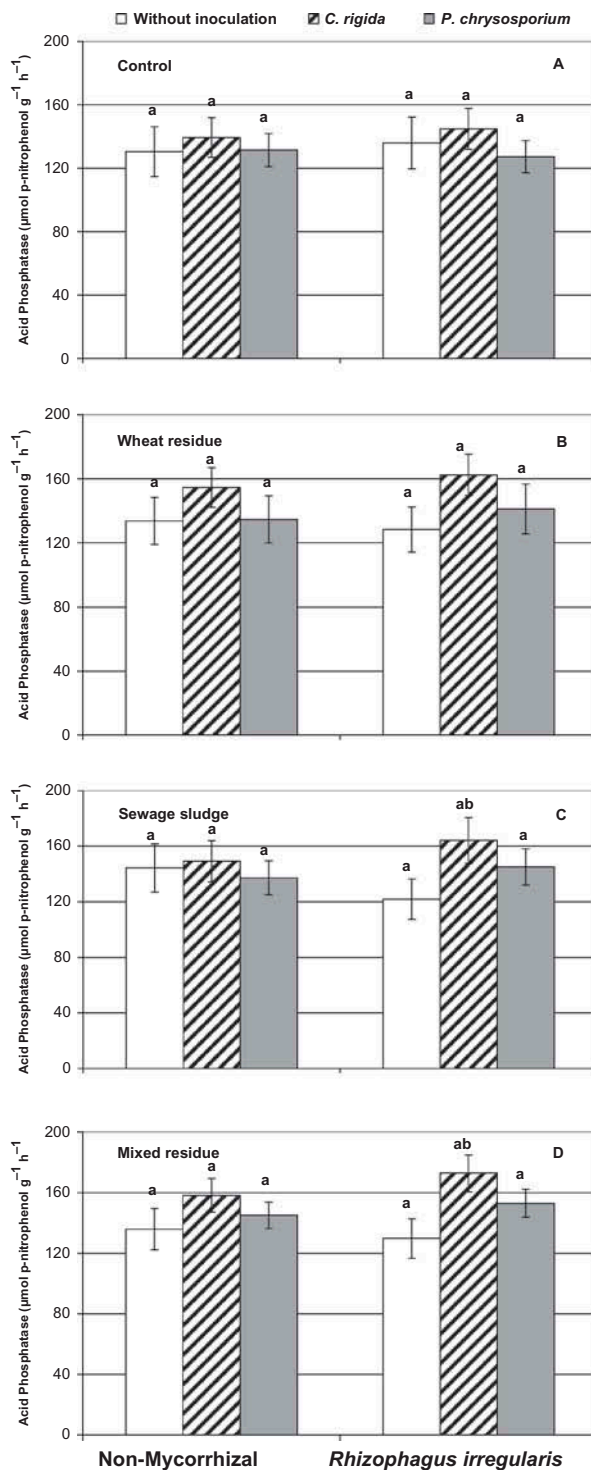 Without inoculation C. rigida P. chrysosporium
Control A
Acid Phosphatase (µmol p-nitrophenol g⁻¹ h⁻¹)
200
160
120
80
40
0
a a a a a a
Wheat residue B
Acid Phosphatase (µmol p-nitrophenol g⁻¹ h⁻¹)
200
160
120
80
40
0
a a a a a a
Sewage sludge C
Acid Phosphatase (µmol p-nitrophenol g⁻¹ h⁻¹)
200
160
120
80
40
0
a a a a ab a
Mixed residue D
Acid Phosphatase (µmol p-nitrophenol g⁻¹ h⁻¹)
200
160
120
80
40
0
a a a a ab a
Non-Mycorrhizal Rhizophagus irregularis